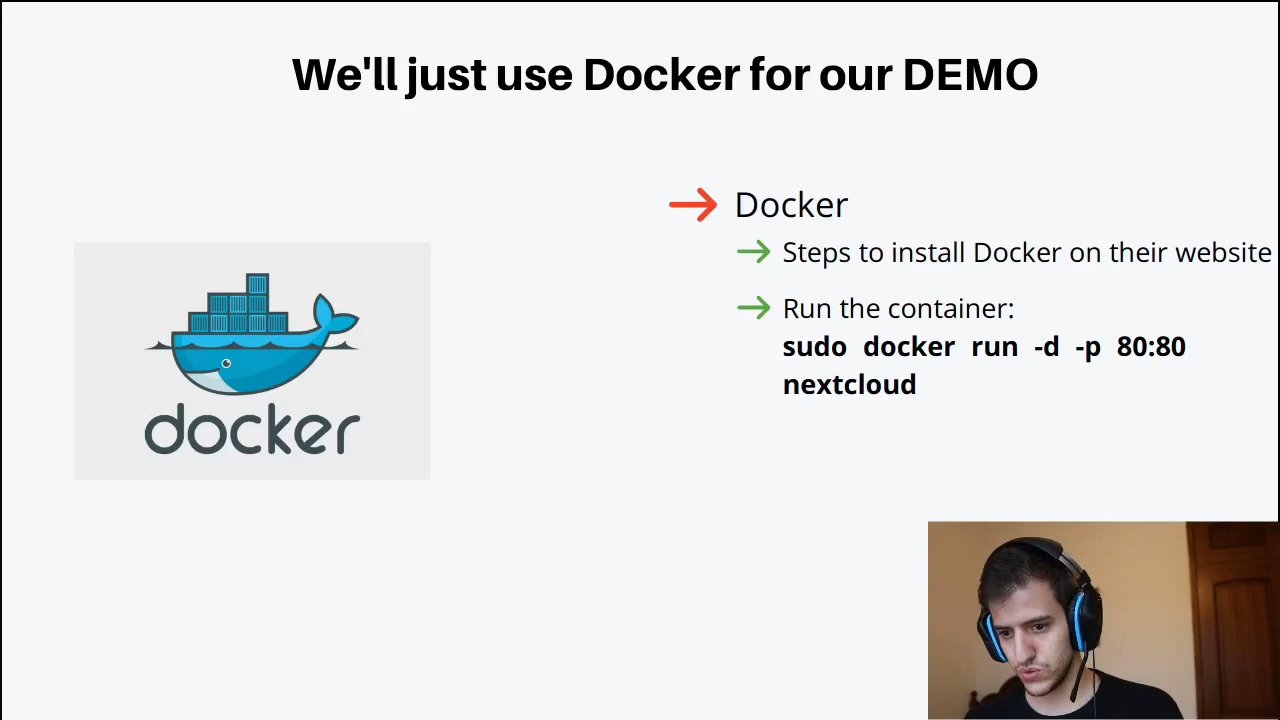 We'll just use Docker for our DEMO
Docker
Steps to install Docker on their website
Run the container:
sudo docker run -d -p 80:80
nextcloud
docker